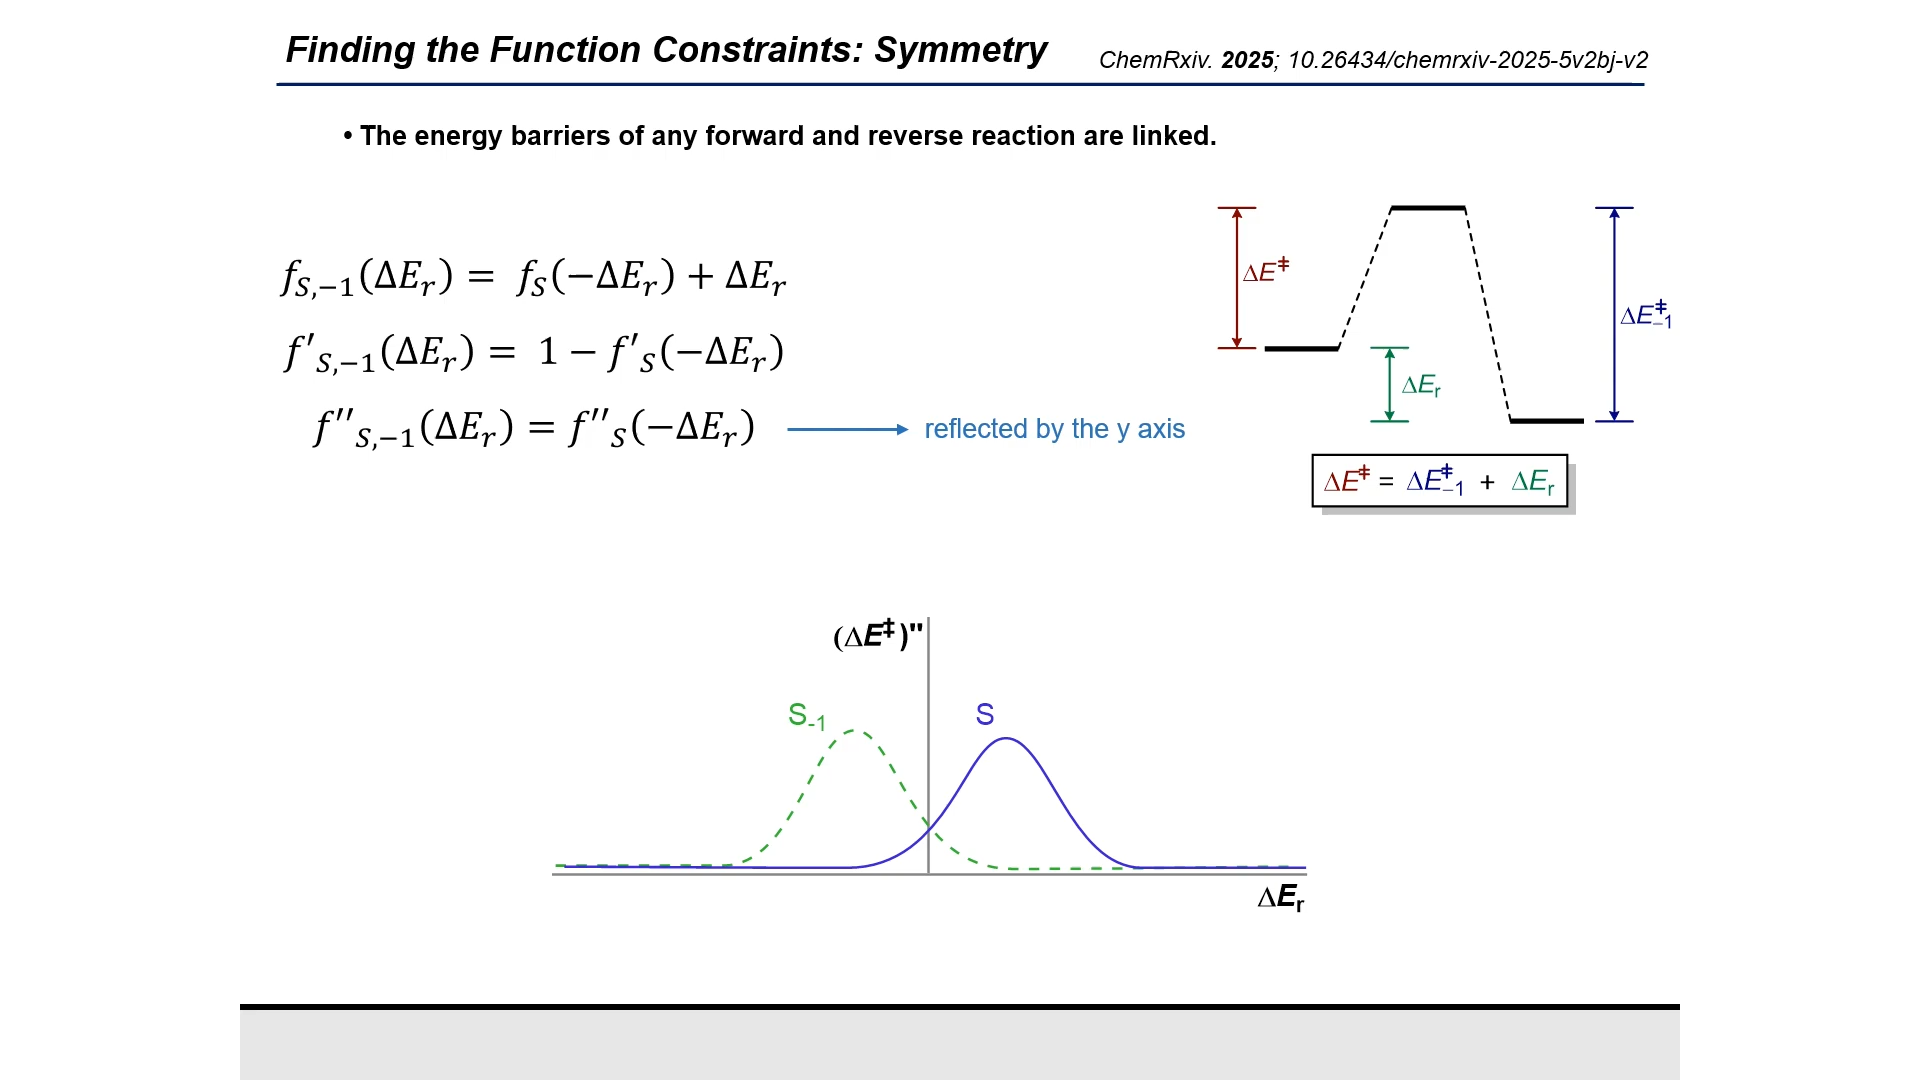 Finding the Function Constraints: Symmetry
ChemRxiv. 2025; 10.26434/chemrxiv-2025-5v2bj-v2
• The energy barriers of any forward and reverse reaction are linked.
f_{S,−1}(ΔE_r) = f_S(−ΔE_r) + ΔE_r
f′_{S,−1}(ΔE_r) = 1 − f′_S(−ΔE_r)
f′′_{S,−1}(ΔE_r) = f′′_S(−ΔE_r)
reflected by the y axis
ΔE‡
ΔE_r
ΔE‡_{−1}
ΔE‡ = ΔE‡_{−1} + ΔE_r
(ΔE‡)"
S_{-1}
S
ΔE_r